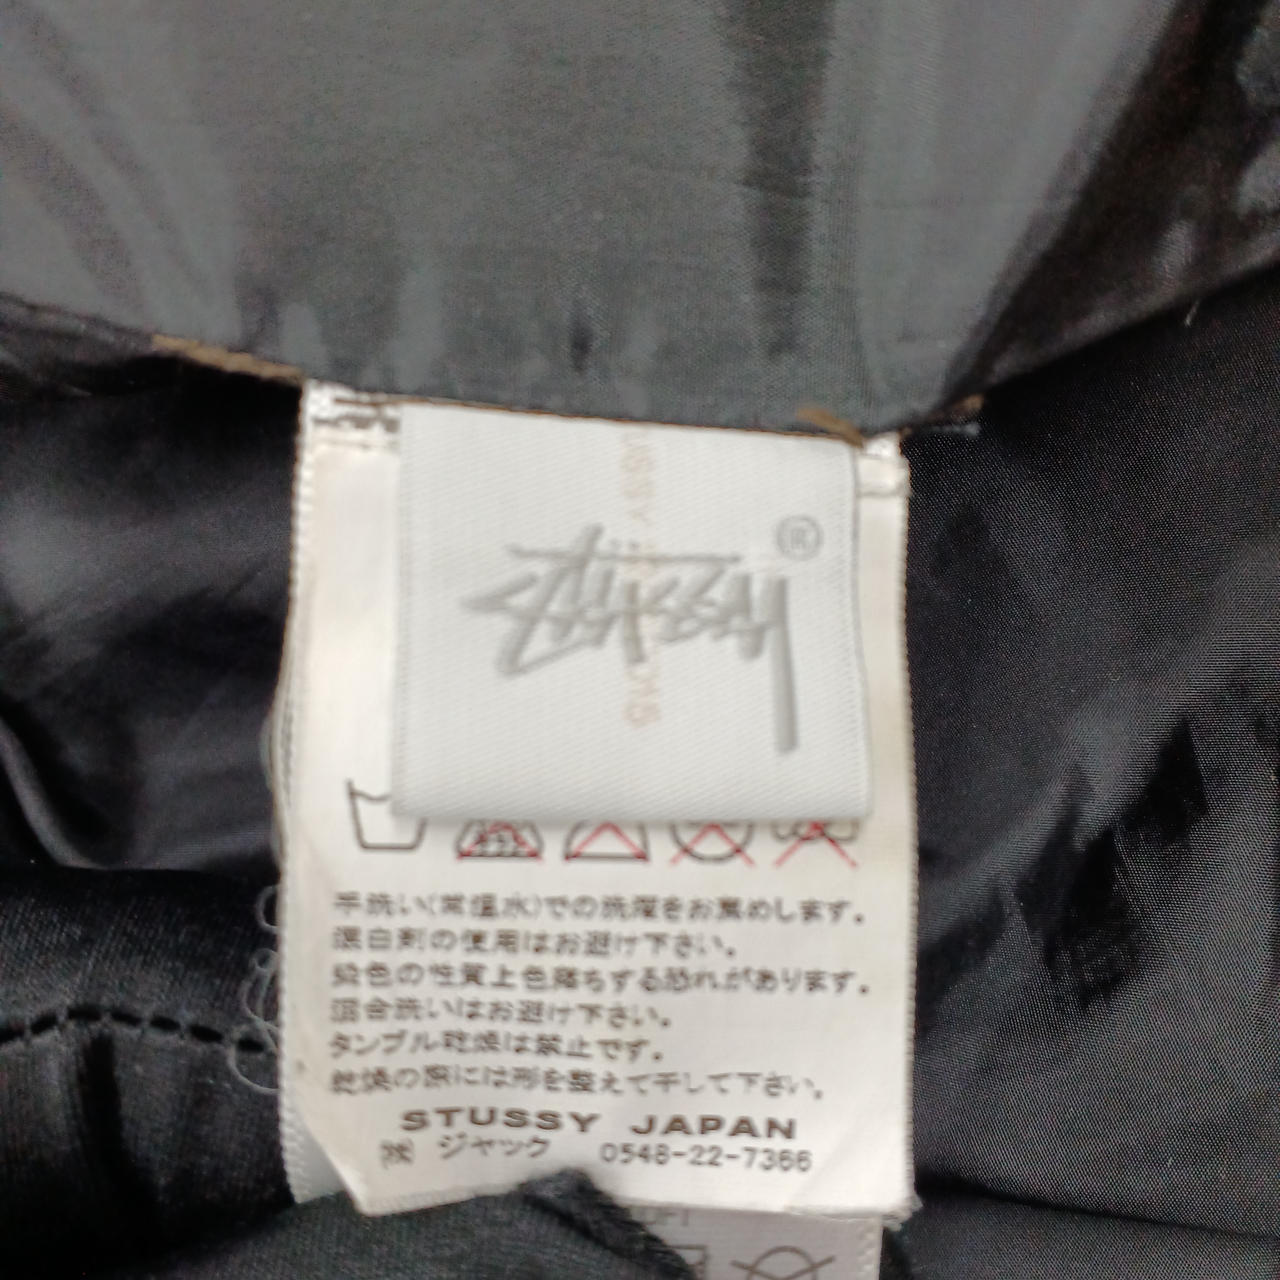 Stüssy ®
手洗い(常温水)での洗濯をお薦めします。
漂白剤の使用はお避け下さい。
染色の性質上色落ちする恐れがあります。
混合洗いはお避け下さい。
タンブル乾燥は禁止です。
乾燥の際には形を整えて干して下さい。
STUSSY JAPAN
㈱ ジャック 0548-22-7366